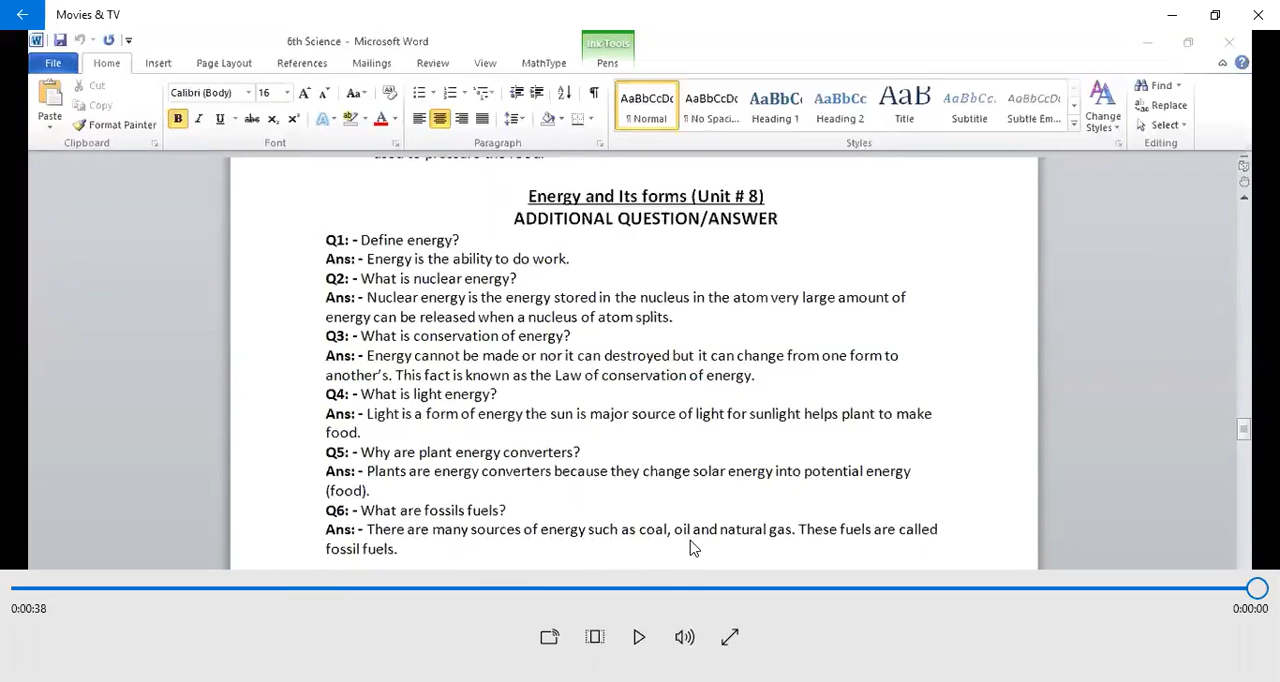 Movies & TV
6th Science - Microsoft Word
Ink Tools
File Home Insert Page Layout References Mailings Review View MathType Pens
Cut
Copy
Format Painter
Paste
Calibri (Body) 16
AaBbCcDc AaBbCcDc AaBbC AaBbCc AaB AaBbCc. AaBbCcDc
¶ Normal ¶ No Spaci... Heading 1 Heading 2 Title Subtitle Subtle Em...
Change Styles
Find
Replace
Select
Clipboard Font Paragraph Styles Editing
used to pressure the food.
Energy and Its forms (Unit # 8)
ADDITIONAL QUESTION/ANSWER
Q1: - Define energy?
Ans: - Energy is the ability to do work.
Q2: - What is nuclear energy?
Ans: - Nuclear energy is the energy stored in the nucleus in the atom very large amount of
energy can be released when a nucleus of atom splits.
Q3: - What is conservation of energy?
Ans: - Energy cannot be made or nor it can destroyed but it can change from one form to
another's. This fact is known as the Law of conservation of energy.
Q4: - What is light energy?
Ans: - Light is a form of energy the sun is major source of light for sunlight helps plant to make
food.
Q5: - Why are plant energy converters?
Ans: - Plants are energy converters because they change solar energy into potential energy
(food).
Q6: - What are fossils fuels?
Ans: - There are many sources of energy such as coal, oil and natural gas. These fuels are called
fossil fuels.
0:00:38 0:00:00